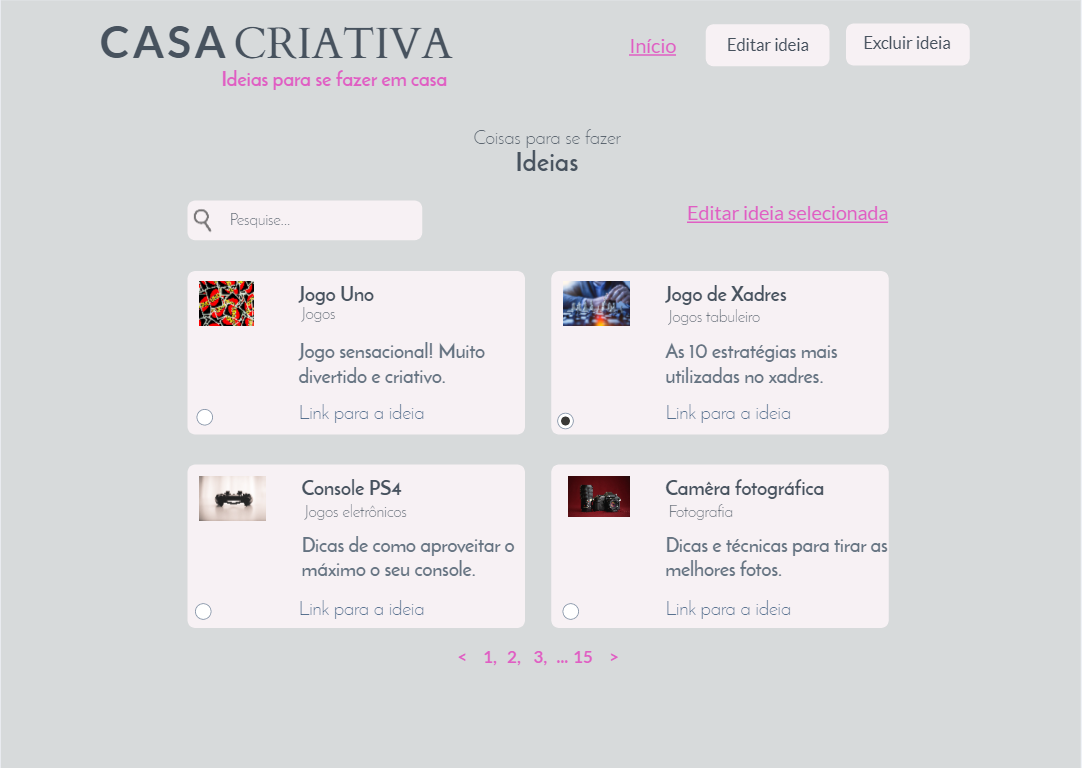 CASA CRIATIVA
Ideias para se fazer em casa
Início
Editar ideia
Excluir ideia
Coisas para se fazer
Ideias
Pesquise...
Editar ideia selecionada
Jogo Uno
Jogos
Jogo sensacional! Muito
divertido e criativo.
Link para a ideia
Jogo de Xadres
Jogos tabuleiro
As 10 estratégias mais
utilizadas no xadres.
Link para a ideia
Console PS4
Jogos eletrônicos
Dicas de como aproveitar o
máximo o seu console.
Link para a ideia
Camêra fotográfica
Fotografia
Dicas e técnicas para tirar as
melhores fotos.
Link para a ideia
< 1, 2, 3, ... 15 >